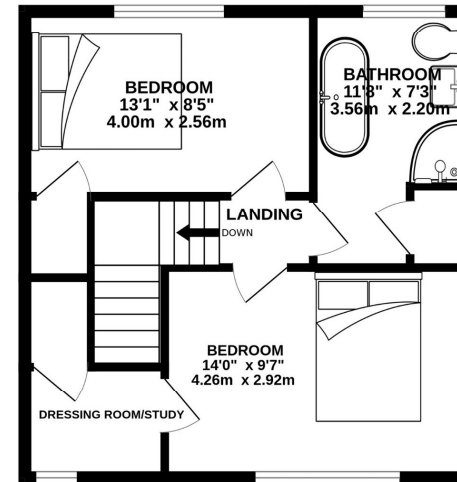 BEDROOM
13'1" x 8'5"
4.00m x 2.56m
BATHROOM
11'8" x 7'3"
3.56m x 2.20m
LANDING
DOWN
BEDROOM
14'0" x 9'7"
4.26m x 2.92m
DRESSING ROOM/STUDY